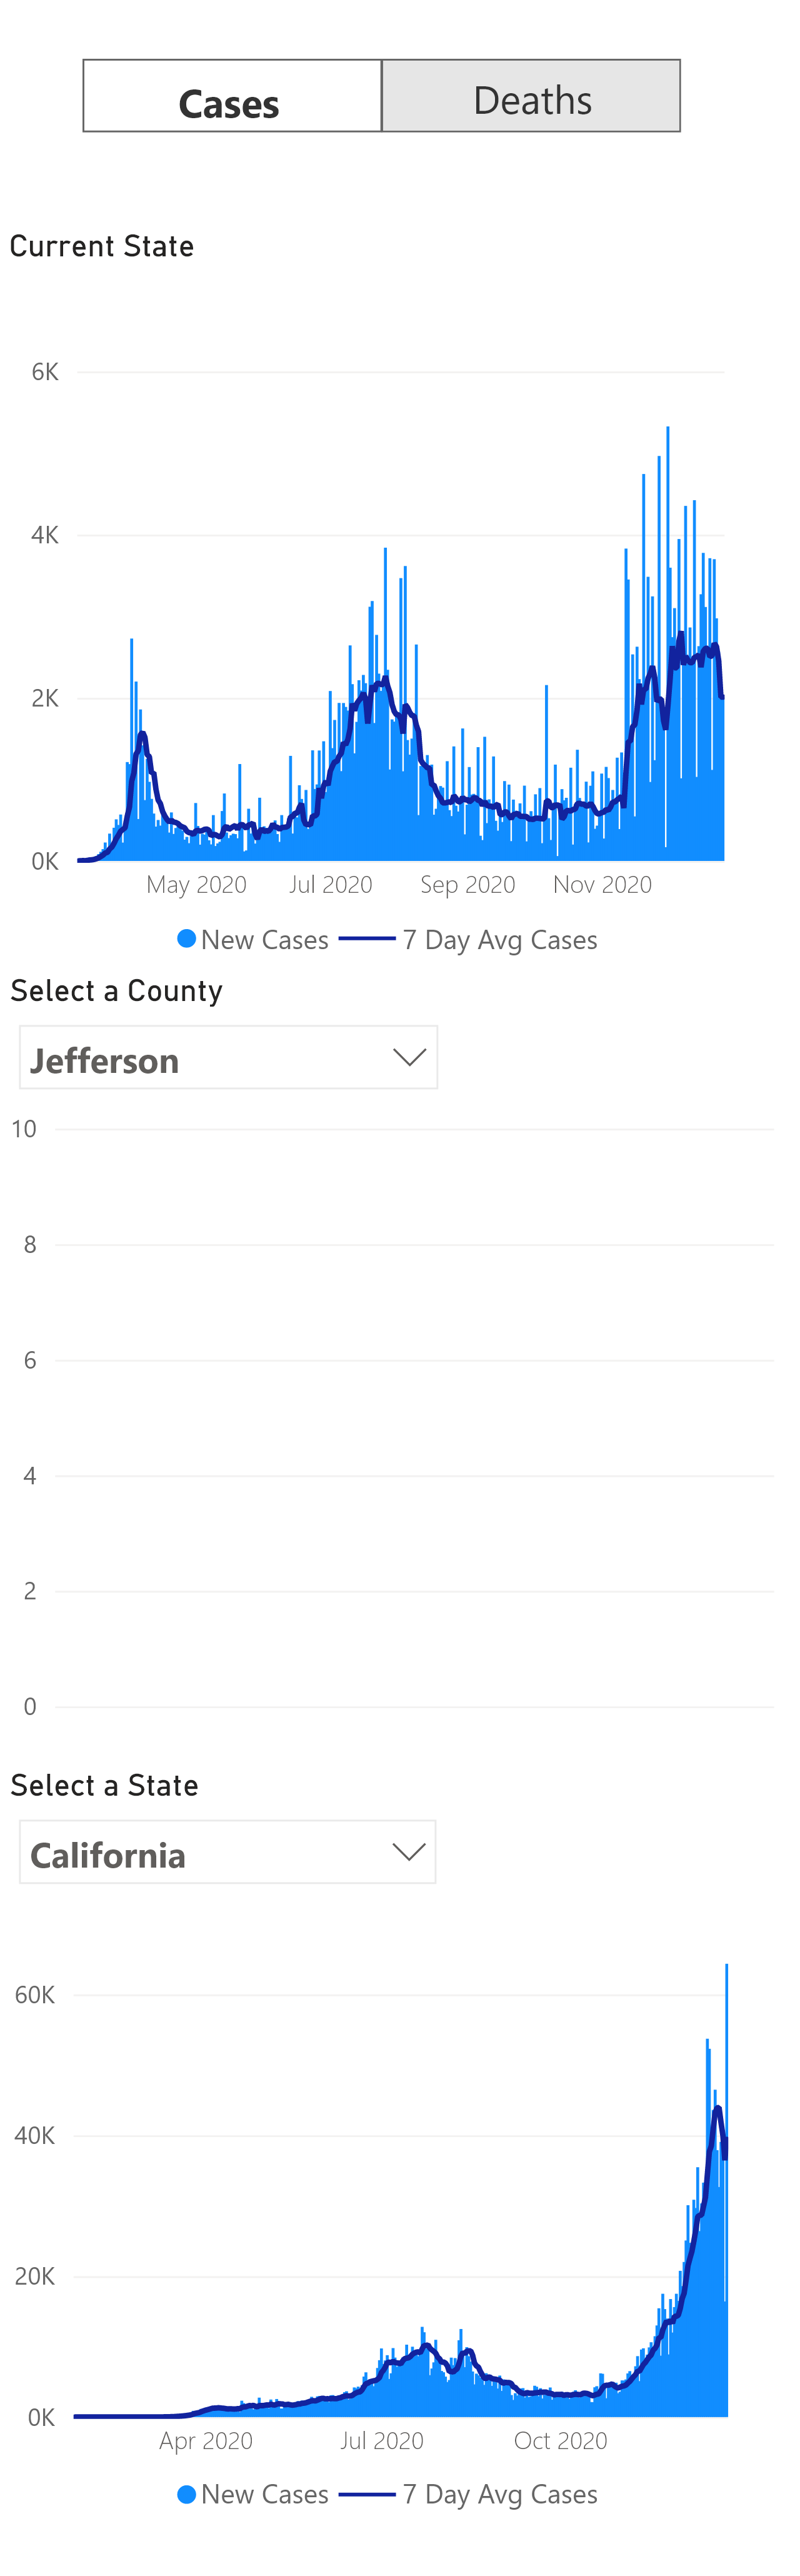 Cases Deaths
Current State
6K
4K
2K
0K
May 2020 Jul 2020 Sep 2020 Nov 2020
New Cases 7 Day Avg Cases
Select a County
Jefferson
10
8
6
4
2
0
Select a State
California
60K
40K
20K
0K
Apr 2020 Jul 2020 Oct 2020
New Cases 7 Day Avg Cases